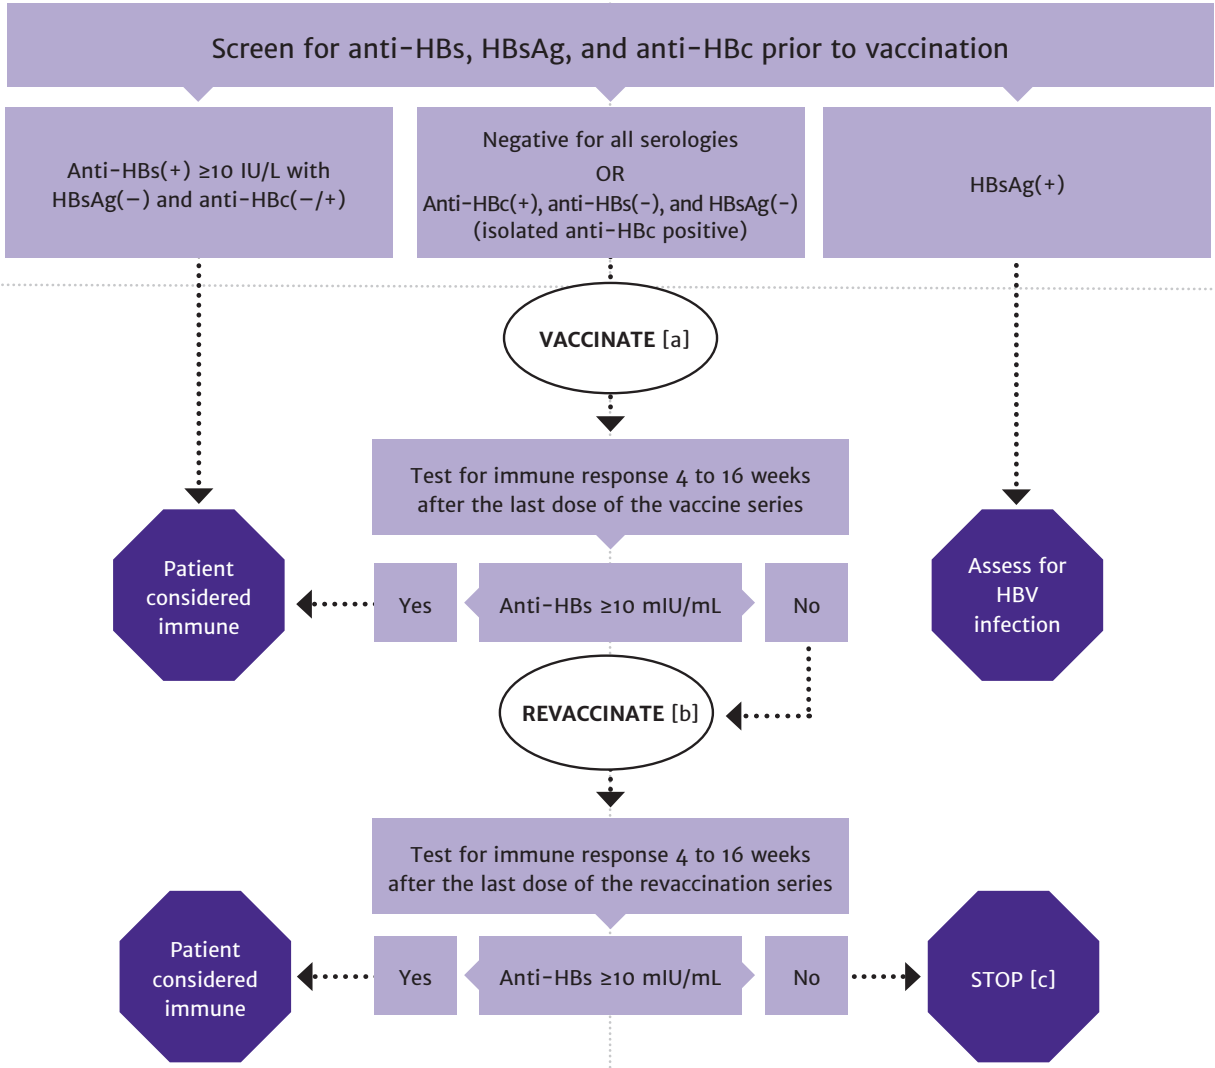 Screen for anti-HBs, HBsAg, and anti-HBc prior to vaccination
Anti-HBs(+) ≥10 IU/L with
HBsAg(−) and anti-HBc(−/+)
Negative for all serologies
OR
Anti-HBc(+), anti-HBs(-), and HBsAg(-)
(isolated anti-HBc positive)
HBsAg(+)
VACCINATE [a]
Test for immune response 4 to 16 weeks
after the last dose of the vaccine series
Patient
considered
immune
Yes
Anti-HBs ≥10 mIU/mL
No
Assess for
HBV
infection
REVACCINATE [b]
Test for immune response 4 to 16 weeks
after the last dose of the revaccination series
Patient
considered
immune
Yes
Anti-HBs ≥10 mIU/mL
No
STOP [c]